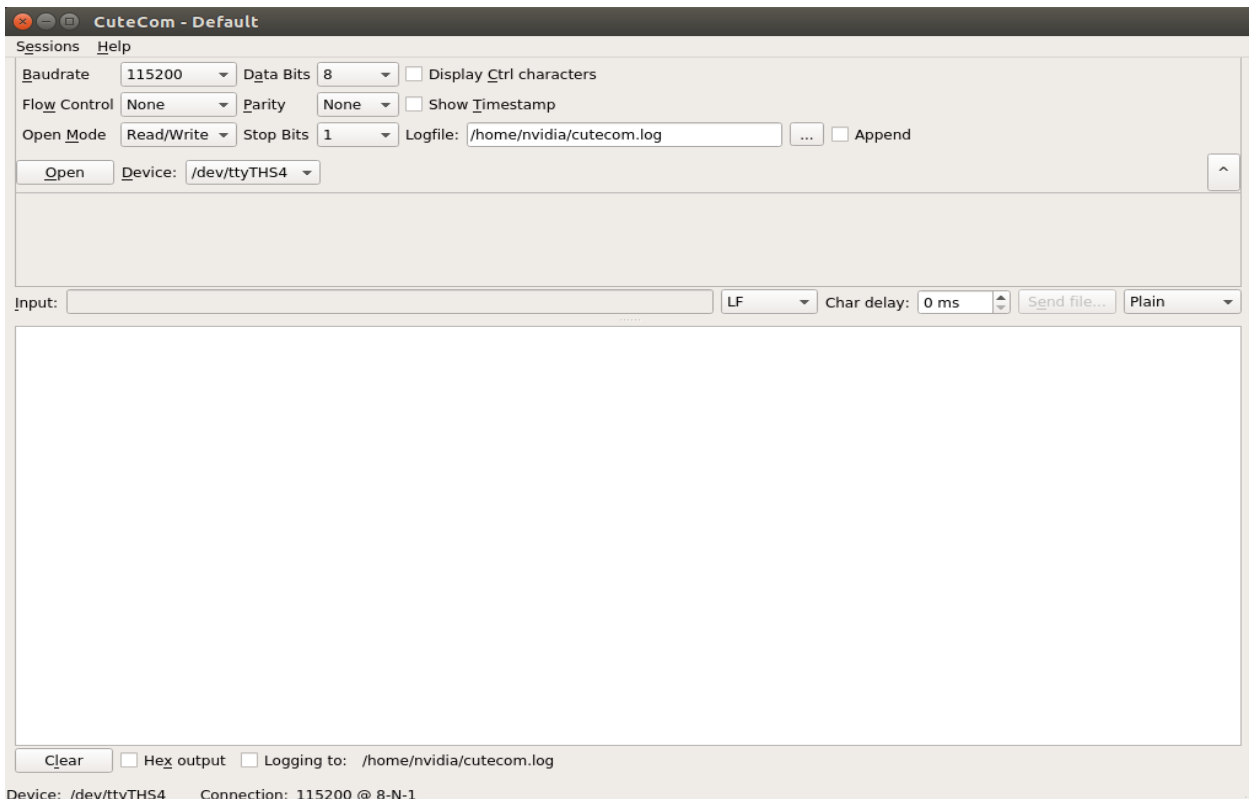 CuteCom - Default
Sessions Help
Baudrate 115200 Data Bits 8 Display Ctrl characters
Flow Control None Parity None Show Timestamp
Open Mode Read/Write Stop Bits 1 Logfile: /home/nvidia/cutecom.log ... Append
Open Device: /dev/ttyTHS4 ^
Input: LF Char delay: 0 ms Send file... Plain
Clear Hex output Logging to: /home/nvidia/cutecom.log
Device: /dev/ttyTHS4 Connection: 115200 @ 8-N-1